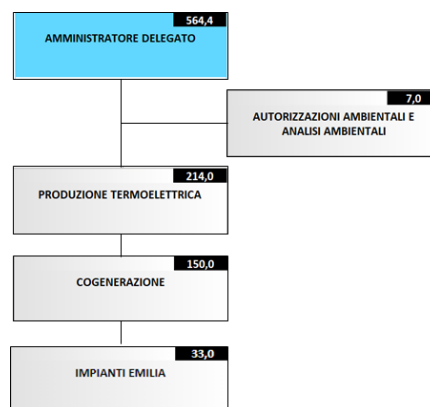 564,4
AMMINISTRATORE DELEGATO
7,0
AUTORIZZAZIONI AMBIENTALI E
ANALISI AMBIENTALI
214,0
PRODUZIONE TERMOELETTRICA
150,0
COGENERAZIONE
33,0
IMPIANTI EMILIA